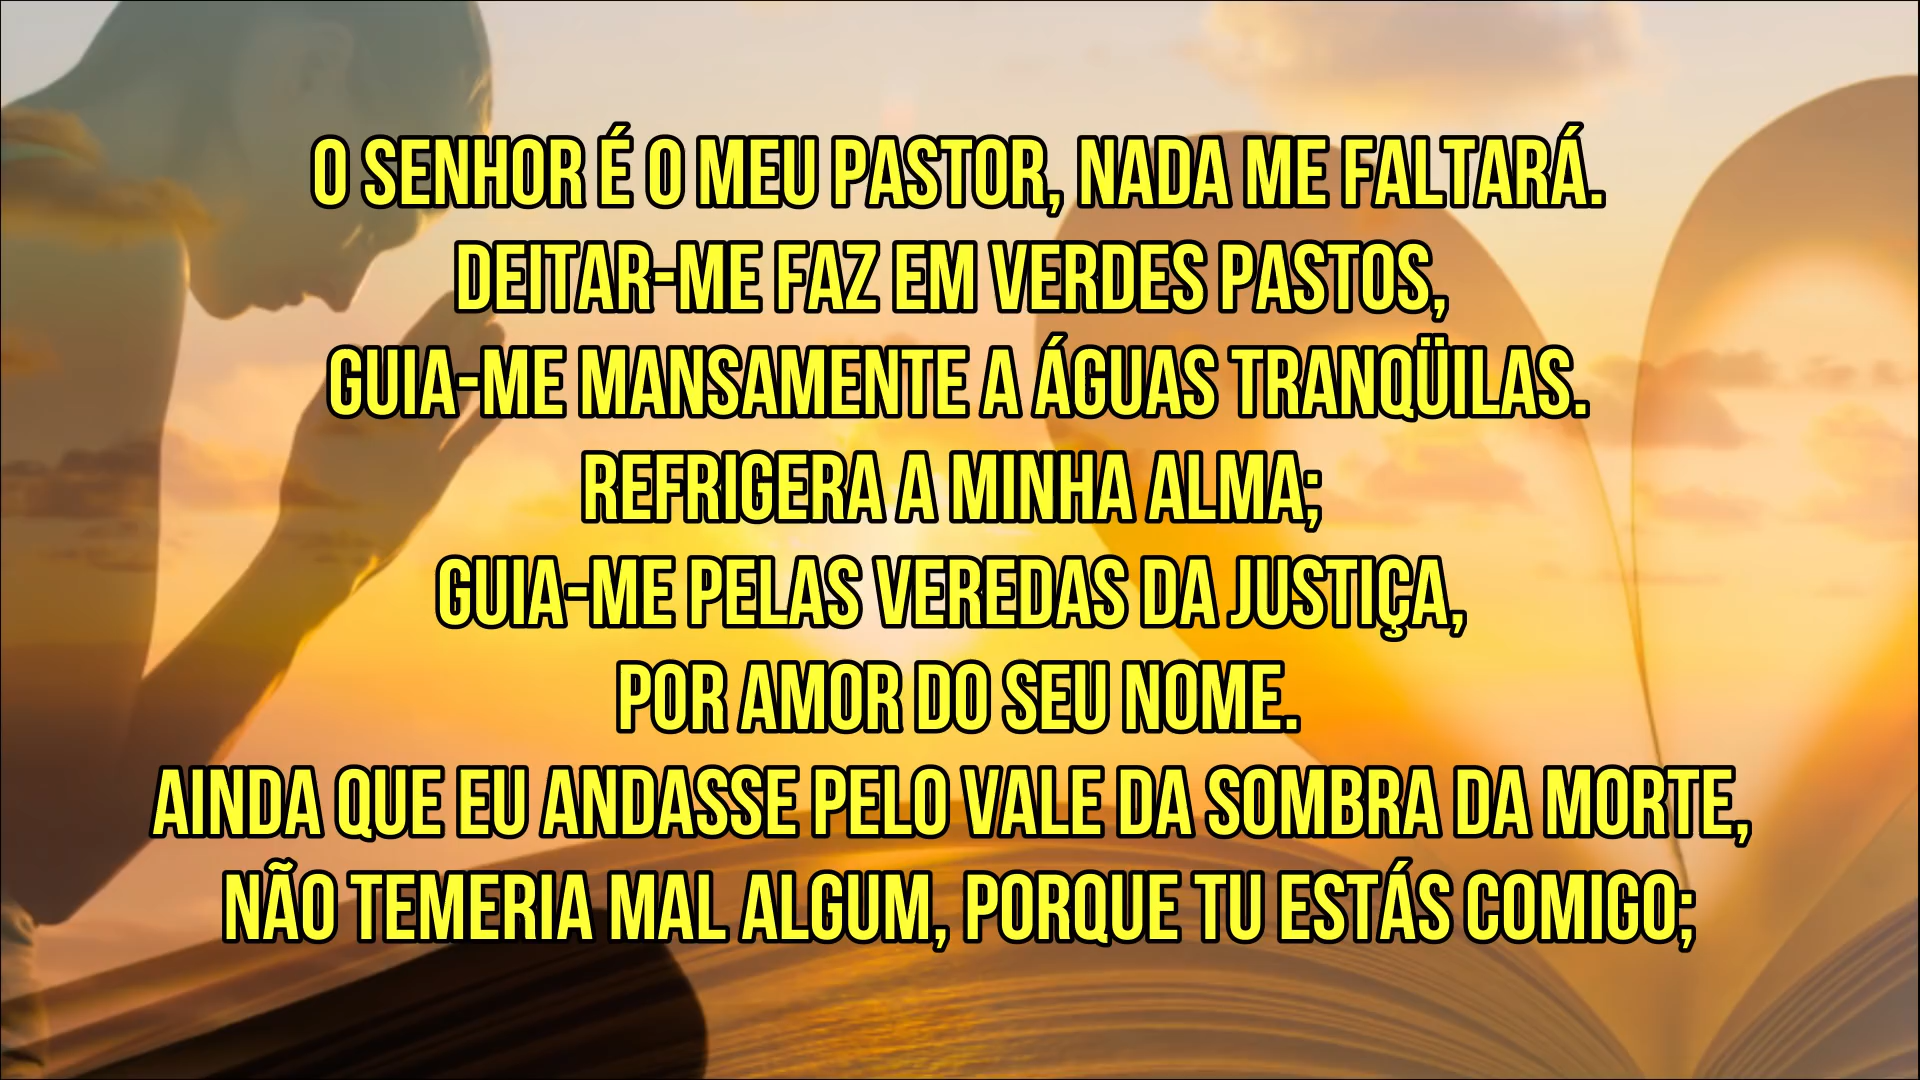 O SENHOR É O MEU PASTOR, NADA ME FALTARÁ.
DEITAR-ME FAZ EM VERDES PASTOS,
GUIA-ME MANSAMENTE A ÁGUAS TRANQÜILAS.
REFRIGERA A MINHA ALMA;
GUIA-ME PELAS VEREDAS DA JUSTIÇA,
POR AMOR DO SEU NOME.
AINDA QUE EU ANDASSE PELO VALE DA SOMBRA DA MORTE,
NÃO TEMERIA MAL ALGUM, PORQUE TU ESTÁS COMIGO;